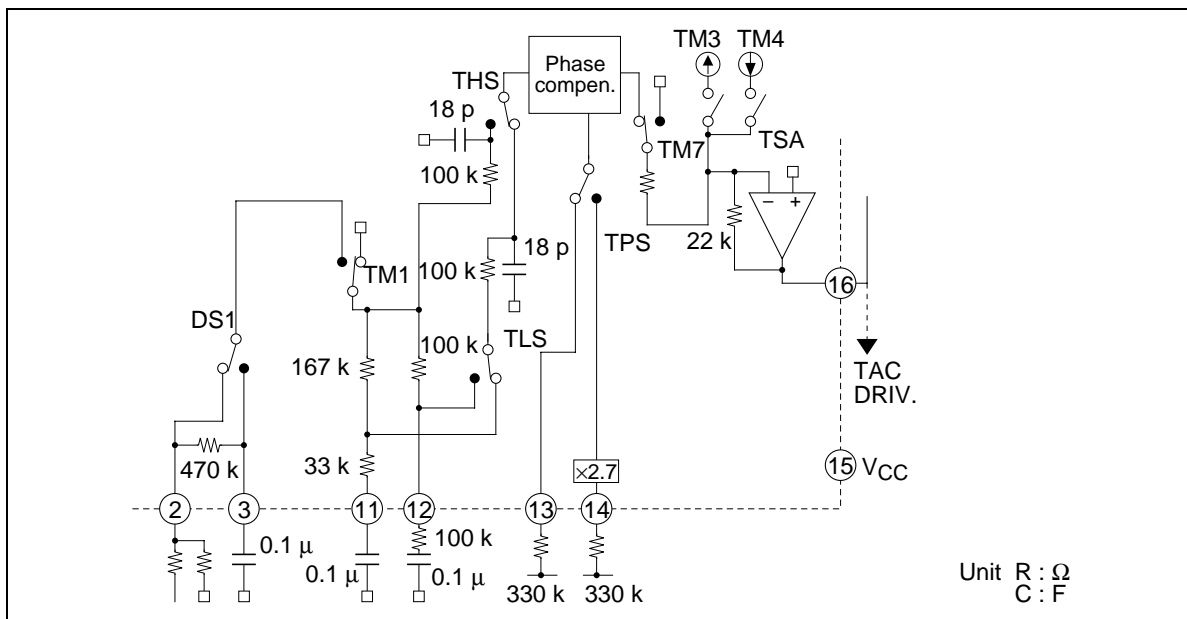 TM3 TM4
Phase
compen.
THS
18 p
TSA
TM7
100 k
− +
22 k
TPS
18 p
100 k
TM1
16
DS1
TLS
100 k
167 k
TAC
DRIV.
470 k
33 k
×2.7
15 VCC
2 3 11 12 13 14
0.1 µ
100 k
0.1 µ
0.1 µ
330 k 330 k
Unit R : Ω
C : F